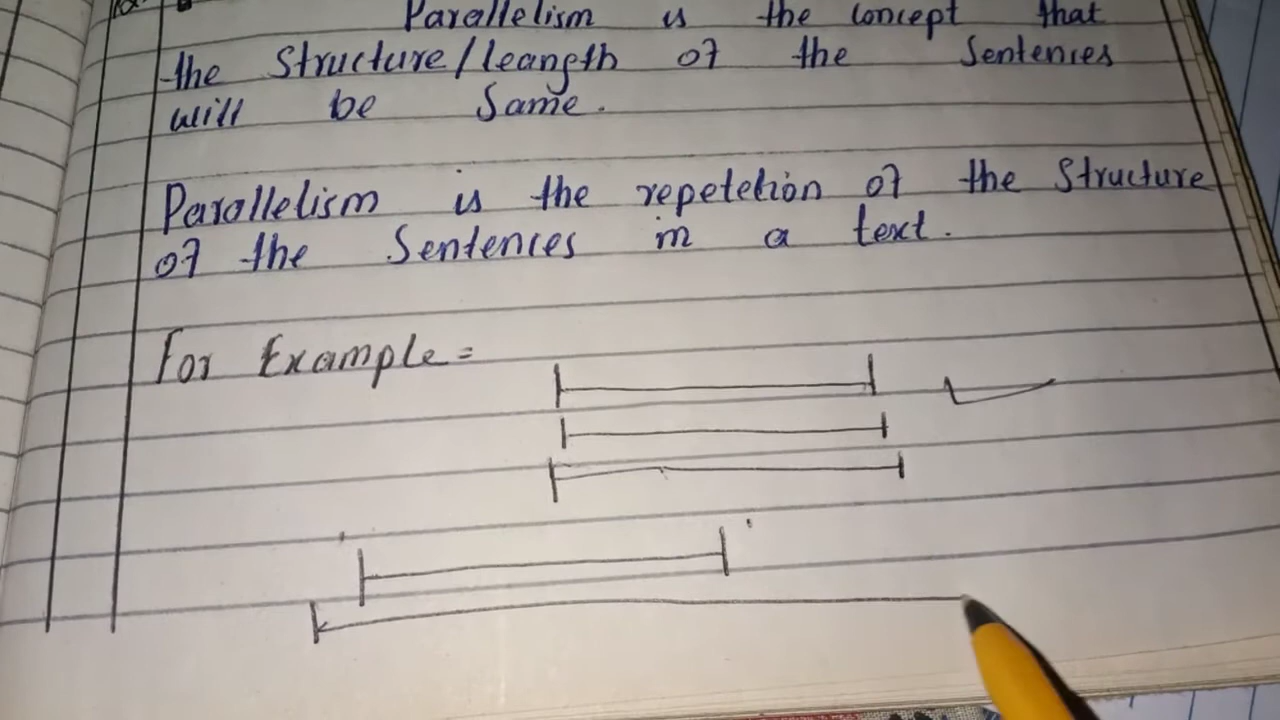 Parallelism is the concept that
the Structure/leangth of the Sentences
will be Same.
Parallelism is the repetetion of the Structure
of the Sentences in a text.
For Example =